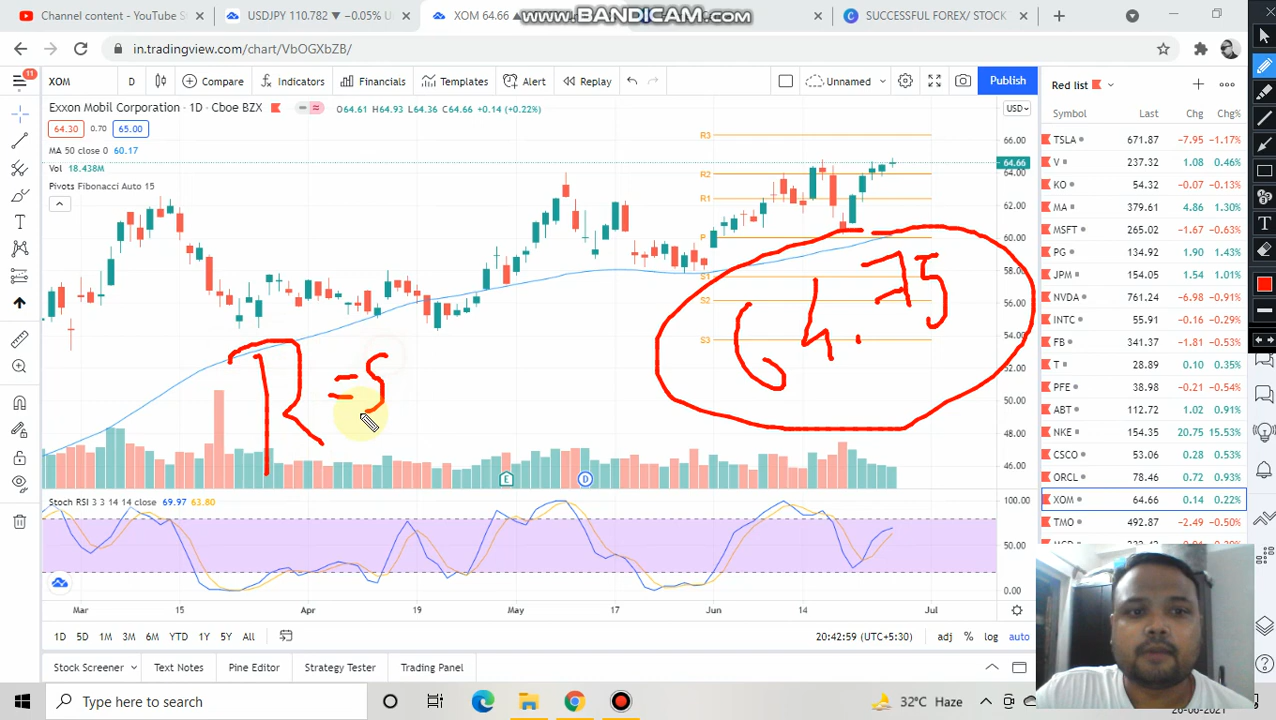 Channel content - YouTube Studio
USDJPY 110.782 ▼ −0.05%
XOM 64.66
www.BANDICAM.com
SUCCESSFUL FOREX/ STOCK
in.tradingview.com/chart/VbOGXbZB/
11
XOM D Compare Indicators Financials Templates Alert Replay Unnamed Publish
Exxon Mobil Corporation · 1D · Cboe BZX O64.61 H64.93 L64.36 C64.66 +0.14 (+0.22%)
64.30 0.70 65.00
MA 50 close 0 60.17
Vol 18.438M
Pivots Fibonacci Auto 15
USD
R3
R2
R1
P
S1
S2
S3
66.00
64.66
64.00
62.00
60.00
58.00
56.00
54.00
52.00
50.00
48.00
46.00
64.75
R=5
E D
Stoch RSI 3 3 14 14 close 69.97 63.80
100.00
50.00
0.00
Mar 15 Apr 19 May 17 Jun 14 Jul
1D 5D 1M 3M 6M YTD 1Y 5Y All
20:42:59 (UTC+5:30) adj % log auto
Stock Screener Text Notes Pine Editor Strategy Tester Trading Panel
Red list
Symbol Last Chg Chg%
TSLA 671.87 −7.95 −1.17%
V 237.32 1.08 0.46%
KO 54.32 −0.07 −0.13%
MA 379.61 4.86 1.30%
MSFT 265.02 −1.67 −0.63%
PG 134.92 1.90 1.43%
JPM 154.05 1.54 1.01%
NVDA 761.24 −6.98 −0.91%
INTC 55.91 −0.16 −0.29%
FB 341.37 −1.81 −0.53%
T 28.89 0.10 0.35%
PFE 38.98 −0.21 −0.54%
ABT 112.72 1.02 0.91%
NKE 154.35 20.75 15.53%
CSCO 53.06 0.28 0.53%
ORCL 78.46 0.72 0.93%
XOM 64.66 0.14 0.22%
TMO 492.87 −2.49 −0.50%
Type here to search
32°C Haze
26-06-2021